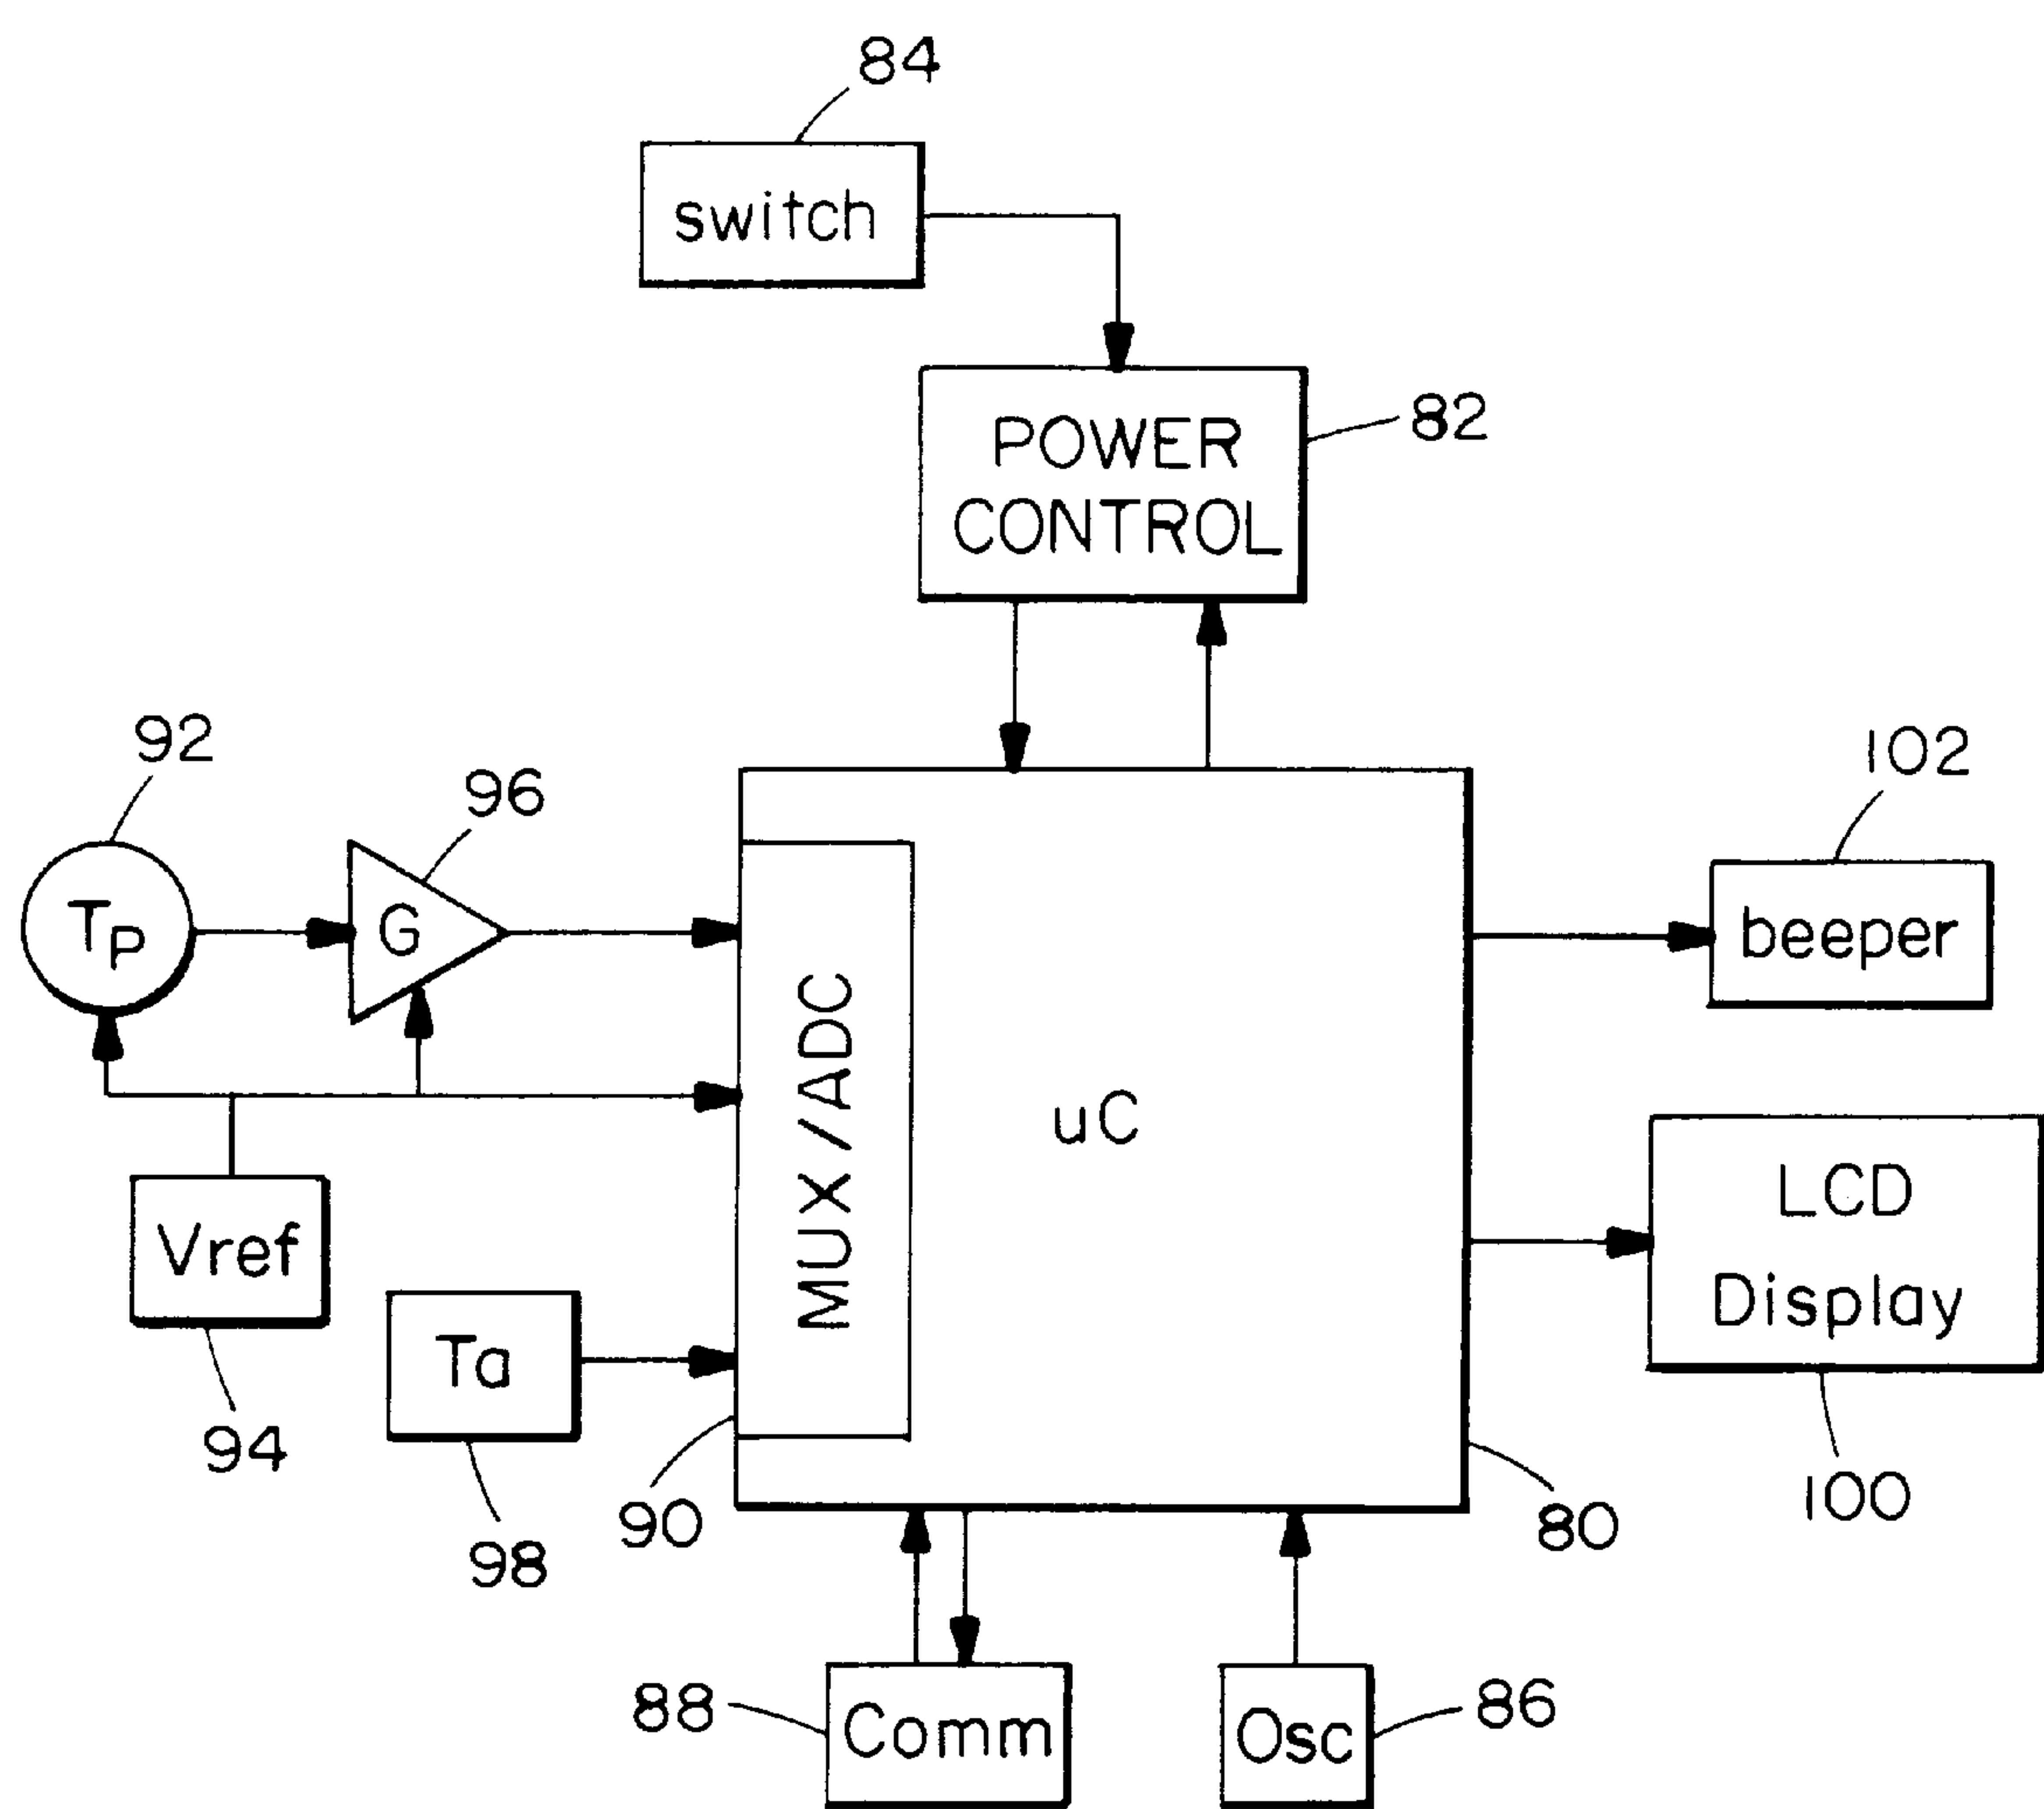 84
switch
POWER
CONTROL
82
92
96
102
TP
G
beeper
MUX/ADC
uC
Vref
LCD
Display
Ta
94
98
90
80
100
88
Comm
Osc
86